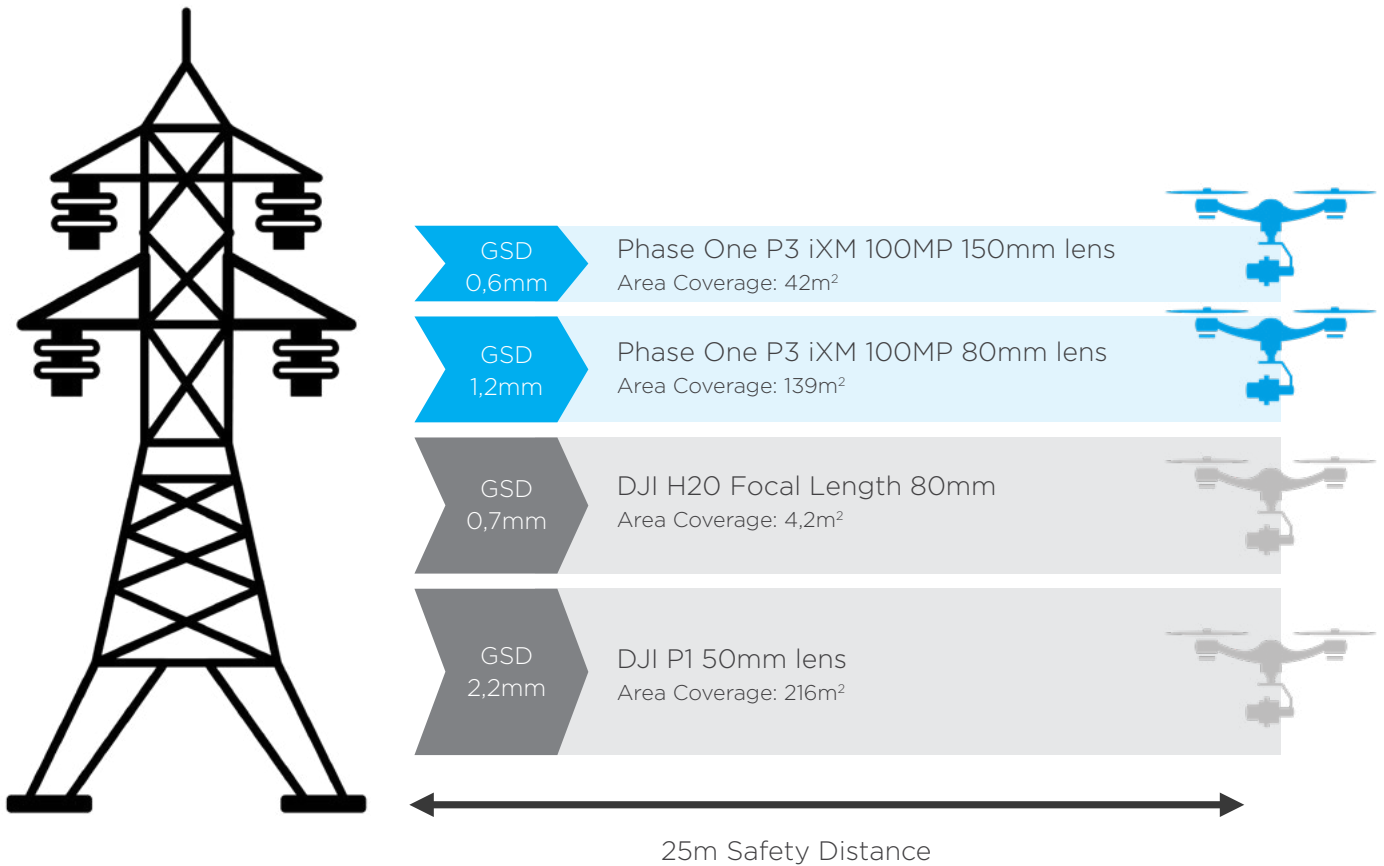 GSD
0,6mm
Phase One P3 iXM 100MP 150mm lens
Area Coverage: 42m²
GSD
1,2mm
Phase One P3 iXM 100MP 80mm lens
Area Coverage: 139m²
GSD
0,7mm
DJI H20 Focal Length 80mm
Area Coverage: 4,2m²
GSD
2,2mm
DJI P1 50mm lens
Area Coverage: 216m²
25m Safety Distance